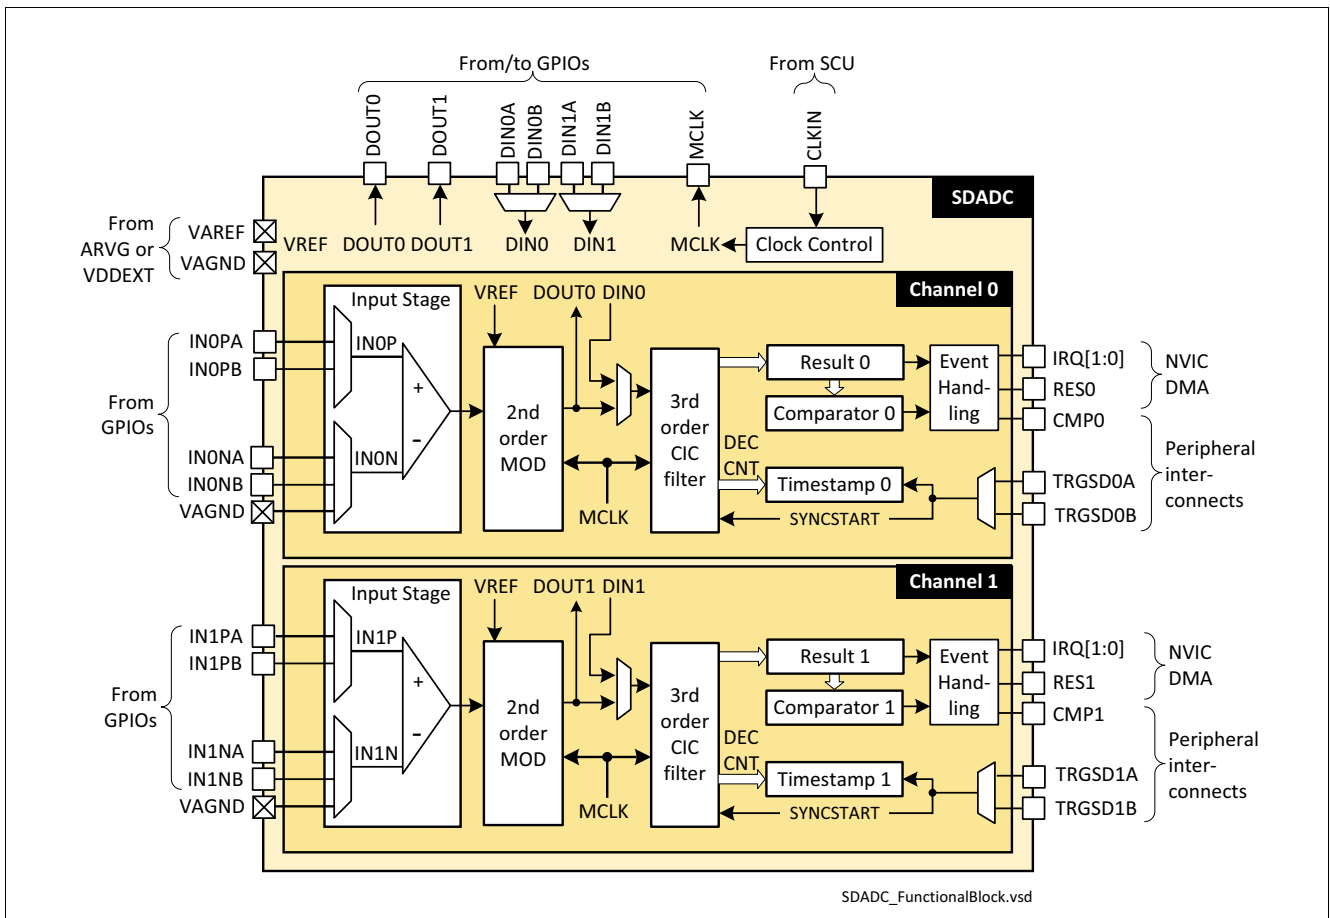 From/to GPIOs
From SCU
DOUT0
DOUT1
DIN0A
DIN0B
DIN1A
DIN1B
MCLK
CLKIN
SDADC
From
ARVG or
VDDEXT
VAREF
VAGND
VREF
DOUT0
DOUT1
DIN0
DIN1
MCLK
Clock Control
Channel 0
Input Stage
VREF
DOUT0
DIN0
From
GPIOs
IN0PA
IN0PB
IN0NA
IN0NB
VAGND
IN0P
+
-
IN0N
2nd
order
MOD
MCLK
3rd
order
CIC
filter
DEC
CNT
Result 0
Comparator 0
Timestamp 0
SYNCSTART
Event
Hand-
ling
IRQ[1:0]
RES0
CMP0
TRGSD0A
TRGSD0B
NVIC
DMA
Peripheral
inter-
connects
Channel 1
Input Stage
VREF
DOUT1
DIN1
From
GPIOs
IN1PA
IN1PB
IN1NA
IN1NB
VAGND
IN1P
+
-
IN1N
2nd
order
MOD
MCLK
3rd
order
CIC
filter
DEC
CNT
Result 1
Comparator 1
Timestamp 1
SYNCSTART
Event
Hand-
ling
IRQ[1:0]
RES1
CMP1
TRGSD1A
TRGSD1B
NVIC
DMA
Peripheral
inter-
connects
SDADC_FunctionalBlock.vsd